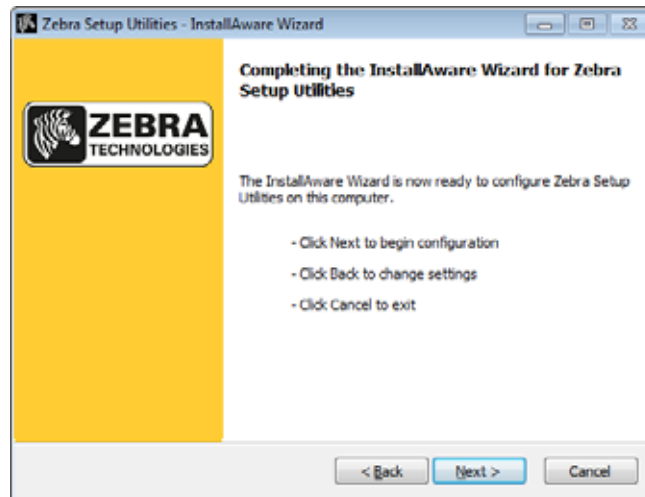 Zebra Setup Utilities - InstallAware Wizard
Completing the InstallAware Wizard for Zebra
Setup Utilities
ZEBRA
TECHNOLOGIES
The InstallAware Wizard is now ready to configure Zebra Setup
Utilities on this computer.
- Click Next to begin configuration
- Click Back to change settings
- Click Cancel to exit
< Back Next > Cancel